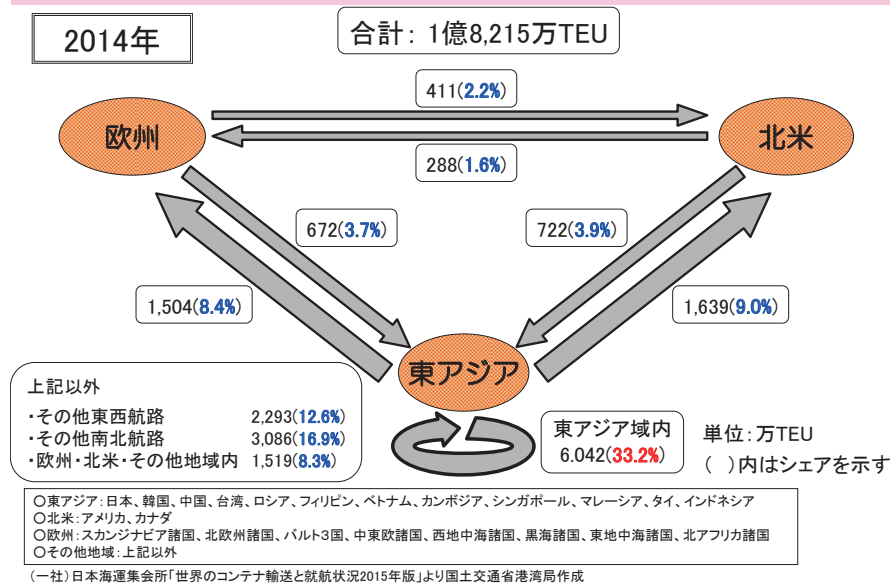 2014年
合計： 1億8,215万TEU
411(2.2%)
欧州
北米
288(1.6%)
672(3.7%)
722(3.9%)
1,504(8.4%)
1,639(9.0%)
東アジア
上記以外
・その他東西航路 2,293(12.6%)
・その他南北航路 3,086(16.9%)
・欧州・北米・その他地域内 1,519(8.3%)
東アジア域内
6.042(33.2%)
単位：万TEU
（ ）内はシェアを示す
○東アジア：日本、韓国、中国、台湾、ロシア、フィリピン、ベトナム、カンボジア、シンガポール、マレーシア、タイ、インドネシア
○北米：アメリカ、カナダ
○欧州：スカンジナビア諸国、北欧州諸国、バルト3国、中東欧諸国、西地中海諸国、黒海諸国、東地中海諸国、北アフリカ諸国
○その他地域：上記以外
（一社）日本海運集会所「世界のコンテナ輸送と就航状況2015年版」より国土交通省港湾局作成